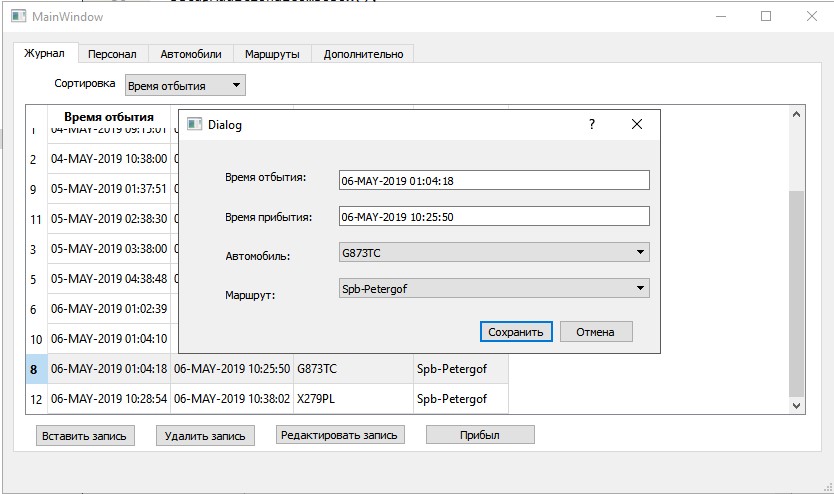 MainWindow
Журнал Персонал Автомобили Маршруты Дополнительно
Сортировка Время отбытия
Время отбытия
1 04-MAY-2019 09:15:01 0
2 04-MAY-2019 10:38:00 0
9 05-MAY-2019 01:37:51 0
11 05-MAY-2019 02:38:30 0
3 05-MAY-2019 03:38:00 0
5 05-MAY-2019 04:38:48 0
6 06-MAY-2019 01:02:39
10 06-MAY-2019 01:04:10
8 06-MAY-2019 01:04:18 06-MAY-2019 10:25:50 G873TC Spb-Petergof
12 06-MAY-2019 10:28:54 06-MAY-2019 10:38:02 X279PL Spb-Petergof
Dialog ?
Время отбытия: 06-MAY-2019 01:04:18
Время прибытия: 06-MAY-2019 10:25:50
Автомобиль: G873TC
Маршрут: Spb-Petergof
Сохранить Отмена
Вставить запись Удалить запись Редактировать запись Прибыл